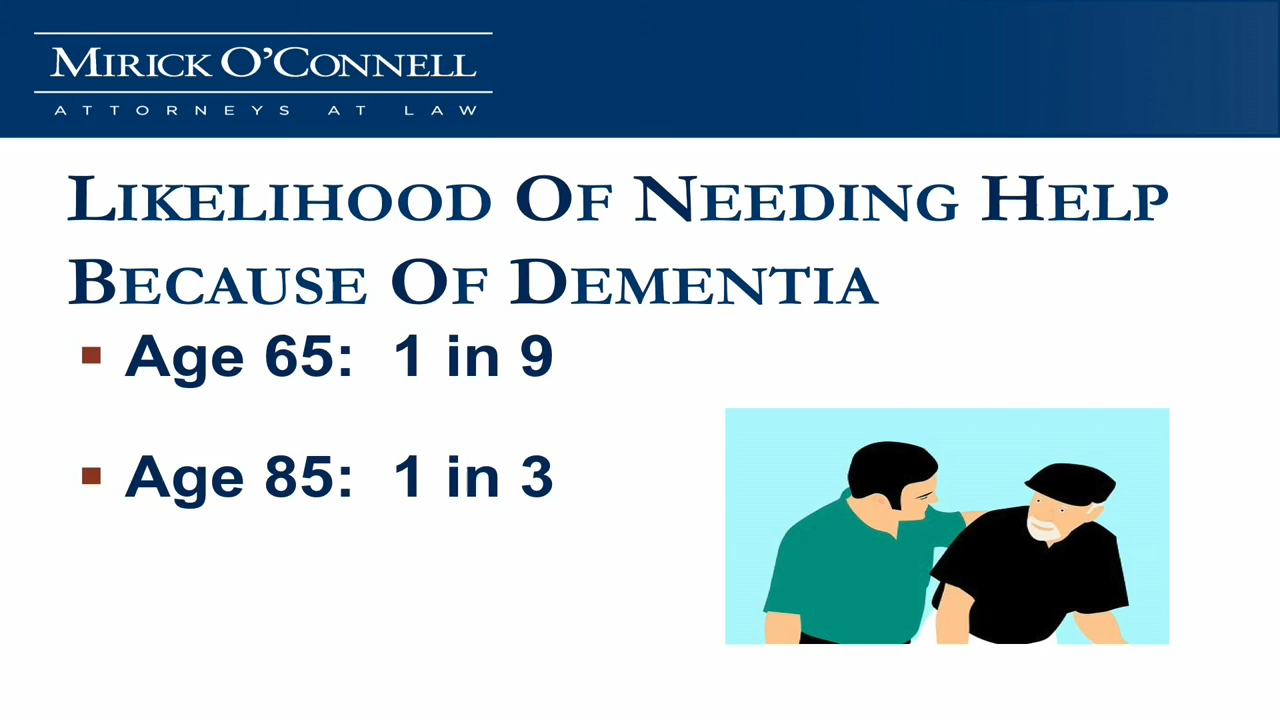 MIRICK O'CONNELL
ATTORNEYS AT LAW
LIKELIHOOD OF NEEDING HELP
BECAUSE OF DEMENTIA
▪ Age 65: 1 in 9
▪ Age 85: 1 in 3